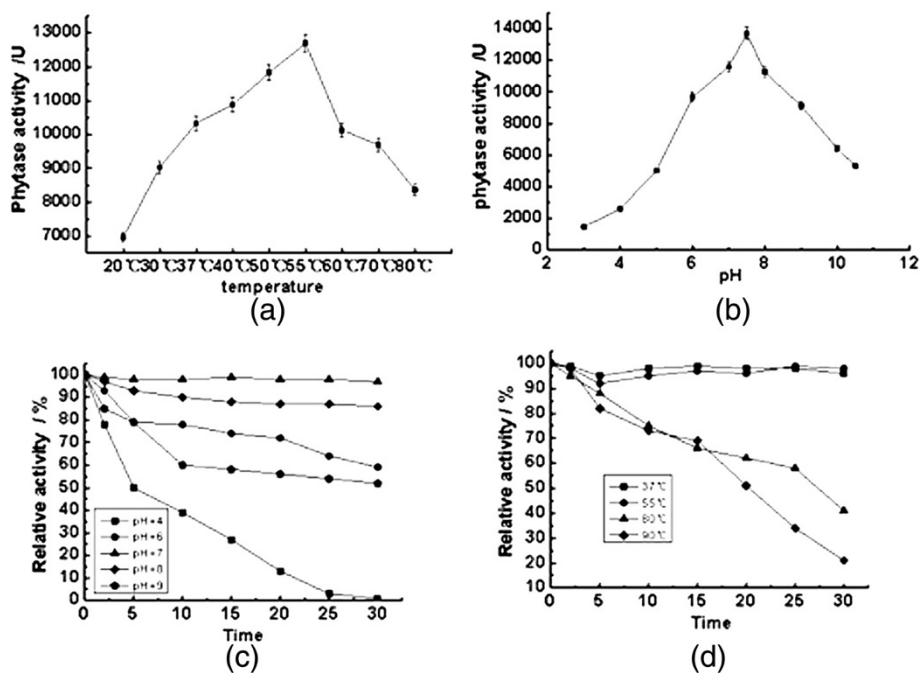 (a)
Phytase activity /U
13000
12000
11000
10000
9000
8000
7000
20℃30℃37℃40℃50℃55℃60℃70℃80℃
temperature
(b)
phytase activity /U
14000
12000
10000
8000
6000
4000
2000
0
2 4 6 8 10 12
pH
(a) (b)
Relative activity / %
100
90
80
70
60
50
40
30
20
10
0
pH=4
pH=6
pH=7
pH=8
pH=9
0 5 10 15 20 25 30
Time
(c)
Relative activity / %
100
90
80
70
60
50
40
30
20
10
37℃
55℃
80℃
90℃
0 5 10 15 20 25 30
Time
(d)